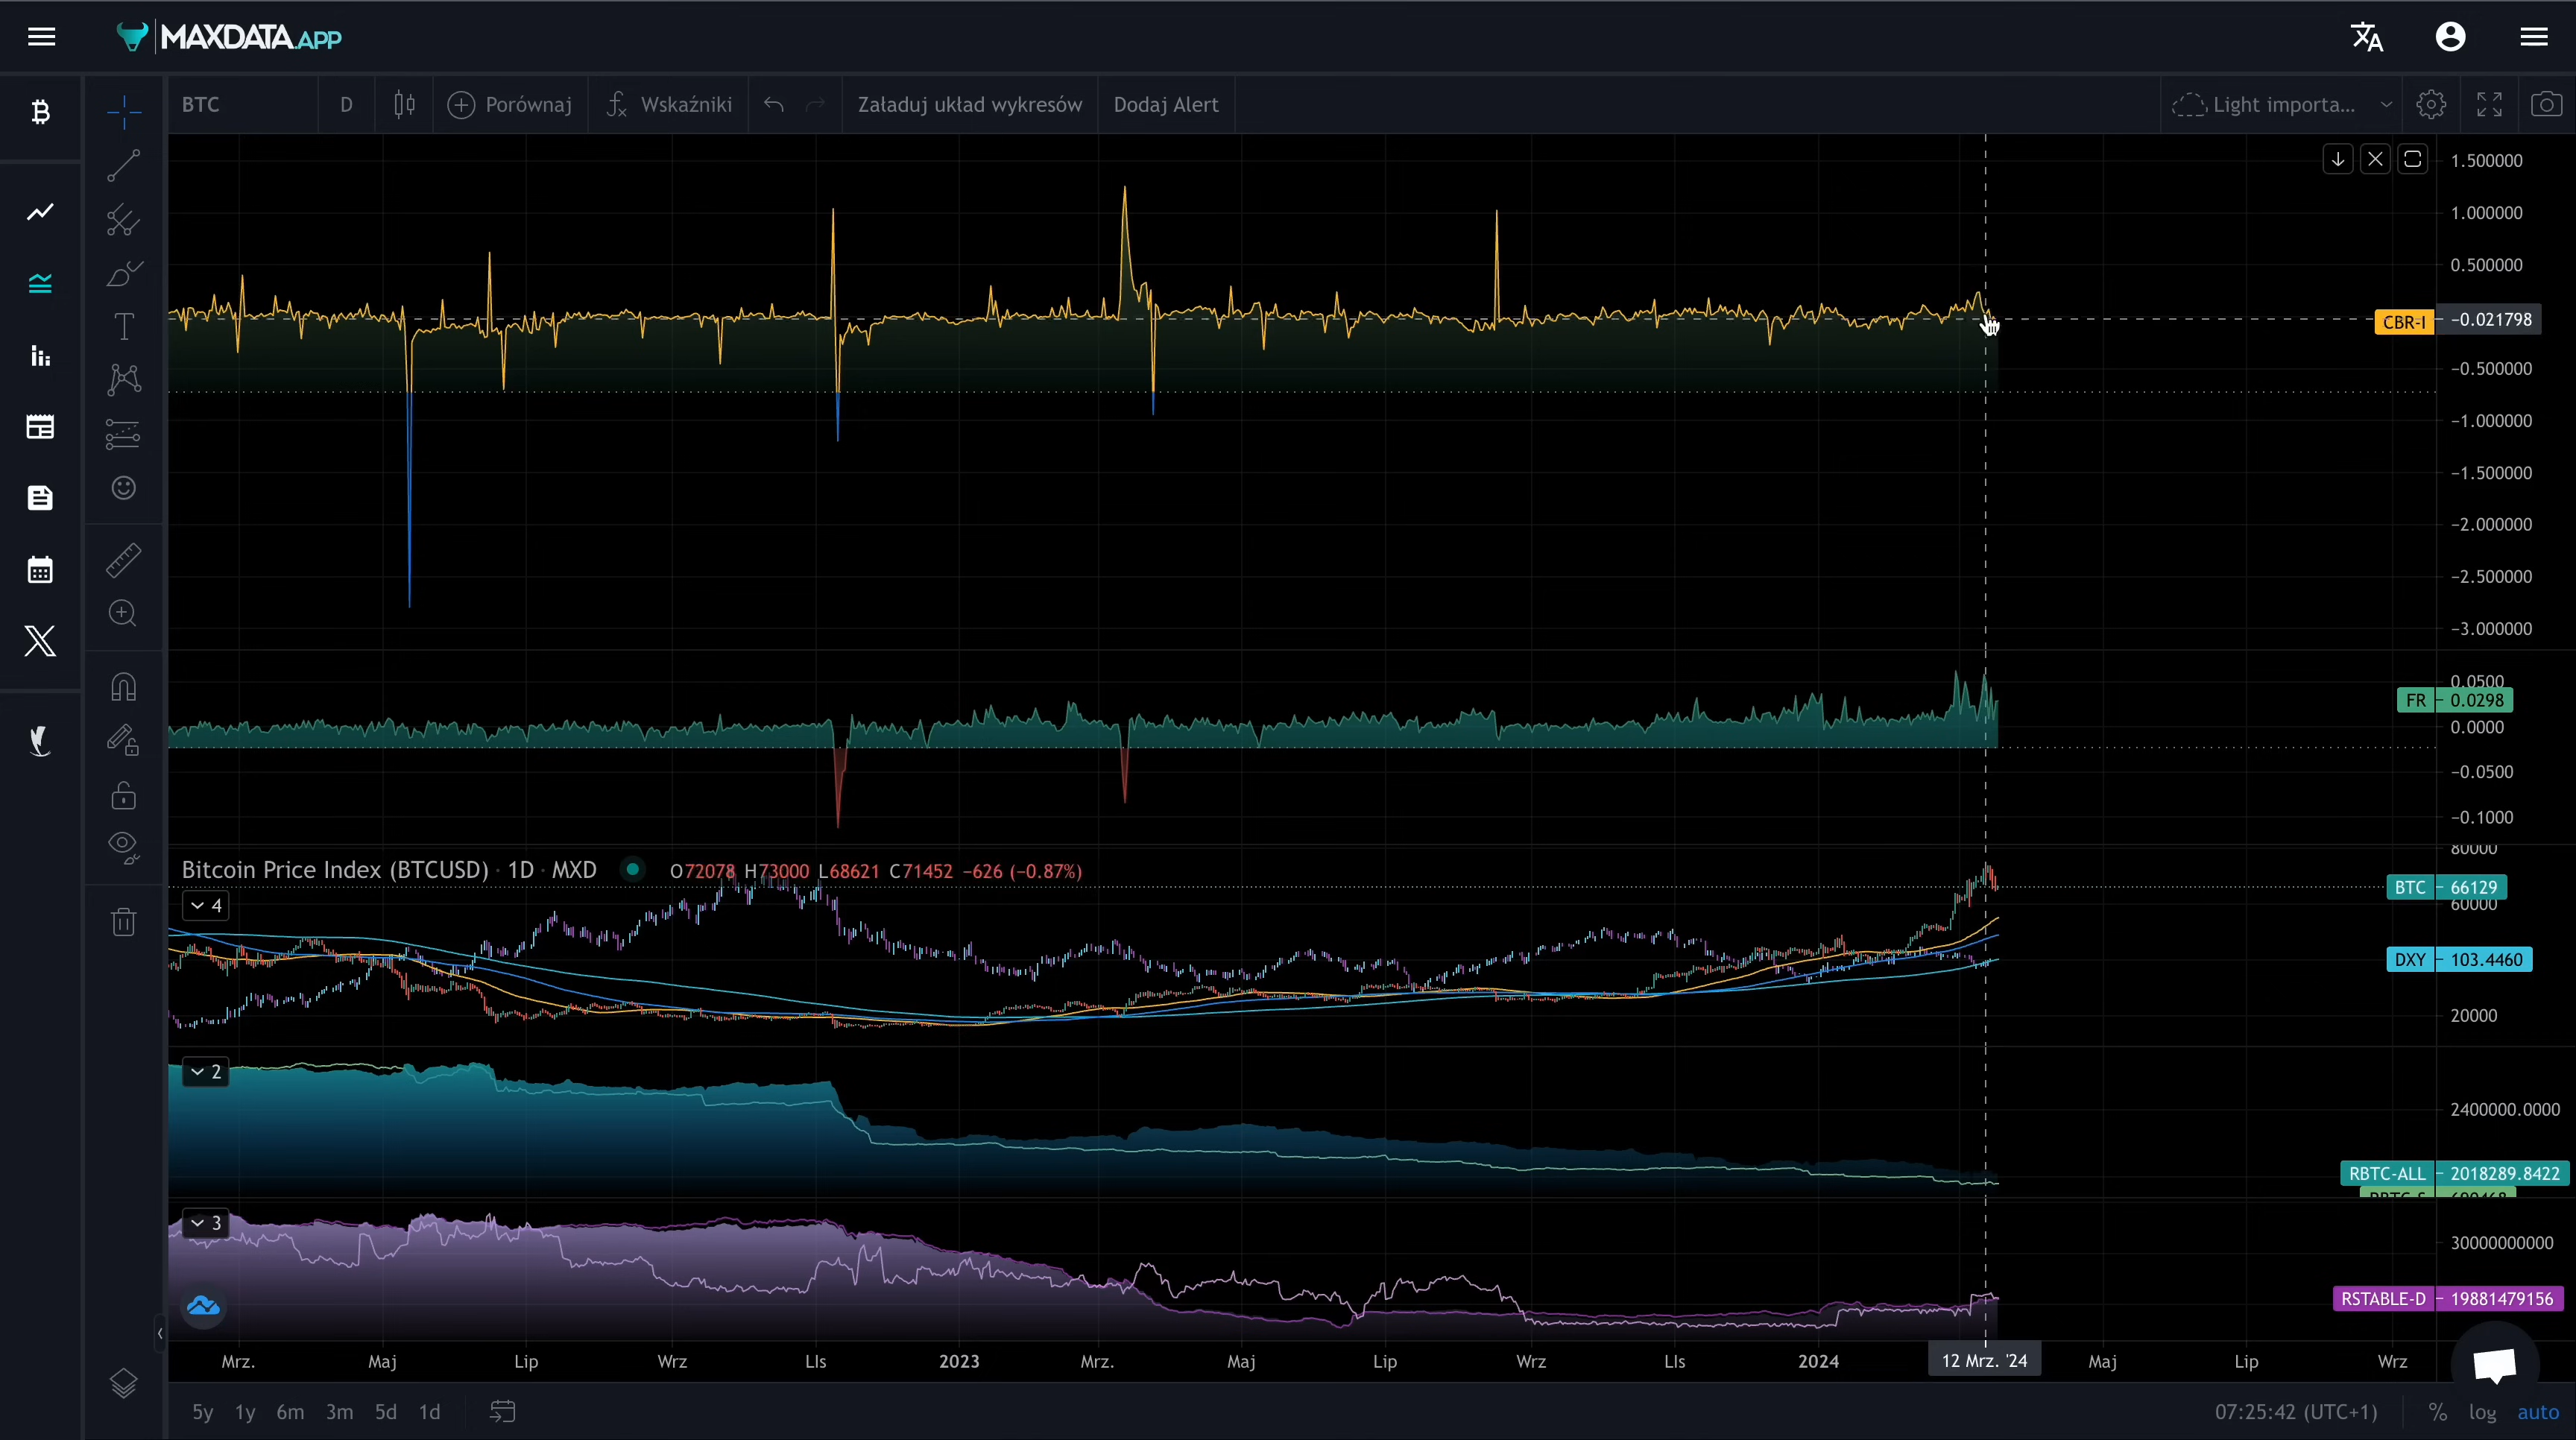 MAXDATA.APP
BTC D Porównaj Wskaźniki Załaduj układ wykresów Dodaj Alert Light importa...
1.500000
1.000000
0.500000
CBR-I −0.021798
−0.500000
−1.000000
−1.500000
−2.000000
−2.500000
−3.000000
0.0500
FR 0.0298
0.0000
−0.0500
−0.1000
80000
Bitcoin Price Index (BTCUSD) · 1D · MXD O72078 H73000 L68621 C71452 −626 (−0.87%)
BTC 66129
4
60000
DXY 103.4460
20000
2
2400000.0000
RBTC-ALL 2018289.8422
3
30000000000
RSTABLE-D 19881479156
Mrz. Maj Lip Wrz LIs 2023 Mrz. Maj Lip Wrz LIs 2024 12 Mrz. '24 Maj Lip Wrz
5y 1y 6m 3m 5d 1d 07:25:42 (UTC+1) % log auto